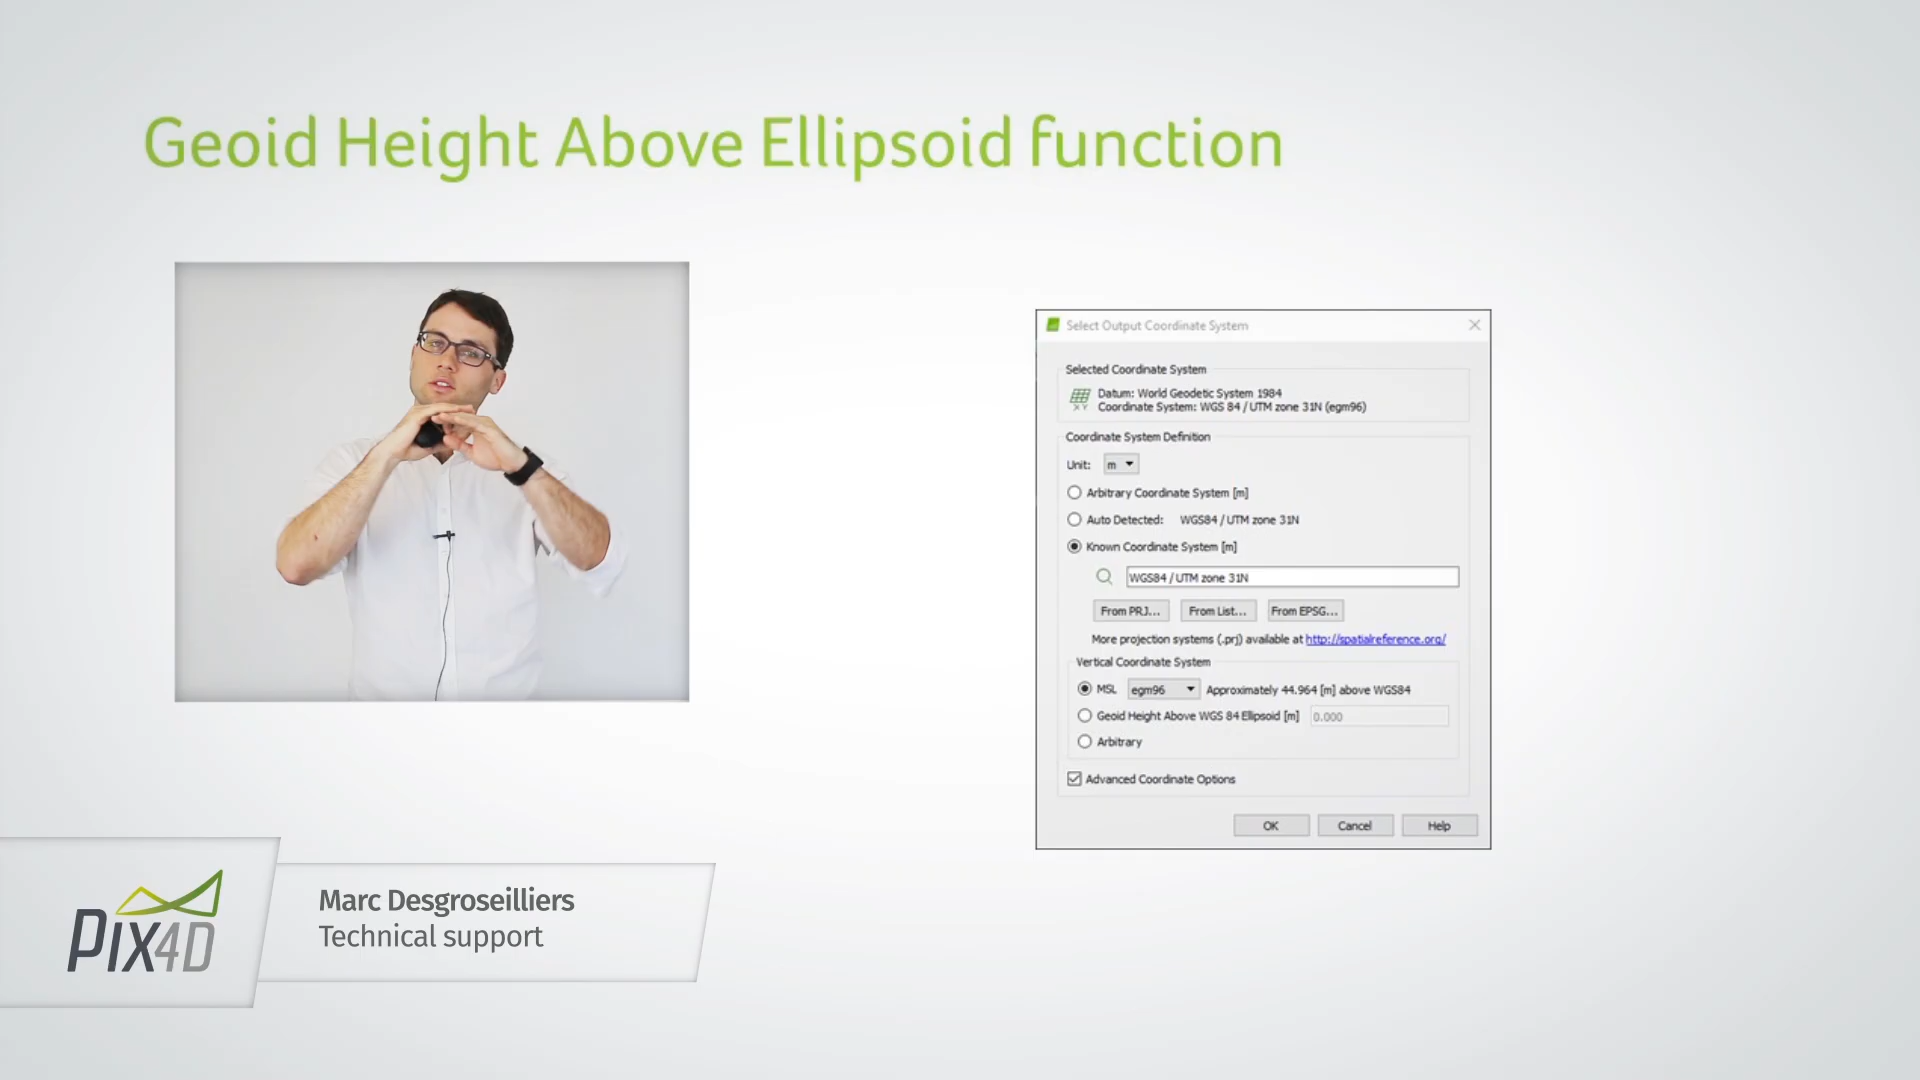 Geoid Height Above Ellipsoid function
Select Output Coordinate System
Selected Coordinate System
Datum: World Geodetic System 1984
X Y
Coordinate System: WGS 84 / UTM zone 31N (egm96)
Coordinate System Definition
Unit: m
Arbitrary Coordinate System [m]
Auto Detected: WGS84 / UTM zone 31N
Known Coordinate System [m]
WGS84 / UTM zone 31N
From PRJ... From List... From EPSG...
More projection systems (.prj) available at http://spatialreference.org/
Vertical Coordinate System
MSL egm96 Approximately 44.964 [m] above WGS84
Geoid Height Above WGS 84 Ellipsoid [m] 0.000
Arbitrary
Advanced Coordinate Options
OK Cancel Help
PIX4D
Marc Desgroseilliers
Technical support